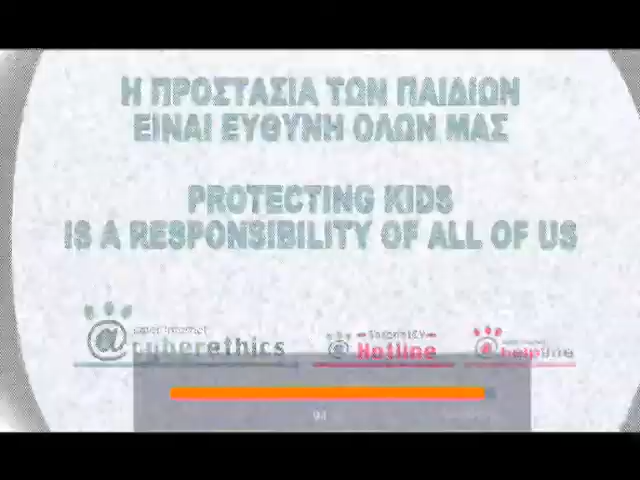 Η ΠΡΟΣΤΑΣΙΑ ΤΩΝ ΠΑΙΔΙΩΝ
ΕΙΝΑΙ ΕΥΘΥΝΗ ΟΛΩΝ ΜΑΣ
PROTECTING KIDS
IS A RESPONSIBILITY OF ALL OF US
cyberethics
Hotline
helpline